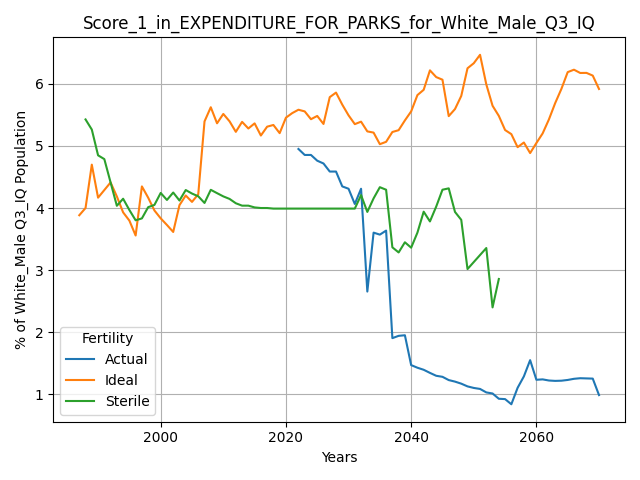 Score_1_in_EXPENDITURE_FOR_PARKS_for_White_Male_Q3_IQ
% of White_Male Q3_IQ Population
6
5
4
3
2
1
Fertility
Actual
Ideal
Sterile
2000 2020 2040 2060
Years